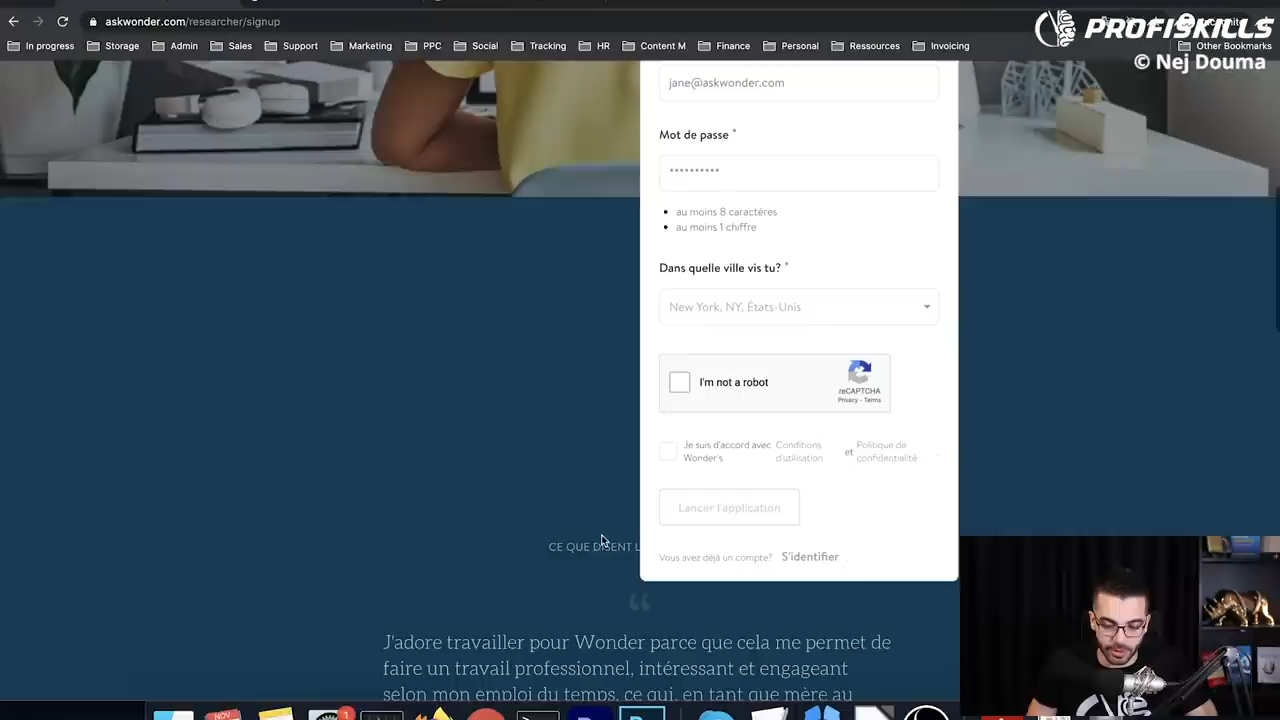 askwonder.com/researcher/signup
PROFISKILLS
In progress
Storage
Admin
Sales
Support
Marketing
PPC
Social
Tracking
HR
Content M
Finance
Personal
Ressources
Invoicing
Other Bookmarks
© Nej Douma
jane@askwonder.com
Mot de passe *
••••••••••
au moins 8 caractères
au moins 1 chiffre
Dans quelle ville vis tu? *
New York, NY, États-Unis
I'm not a robot
reCAPTCHA
Privacy - Terms
Je suis d'accord avec
Wonder's
Conditions
d'utilisation
et
Politique de
confidentialité
.
Lancer l'application
CE QUE DISENT L
Vous avez déjà un compte? S'identifier .
“
J'adore travailler pour Wonder parce que cela me permet de
faire un travail professionnel, intéressant et engageant
selon mon emploi du temps, ce qui, en tant que mère au
NOV
1